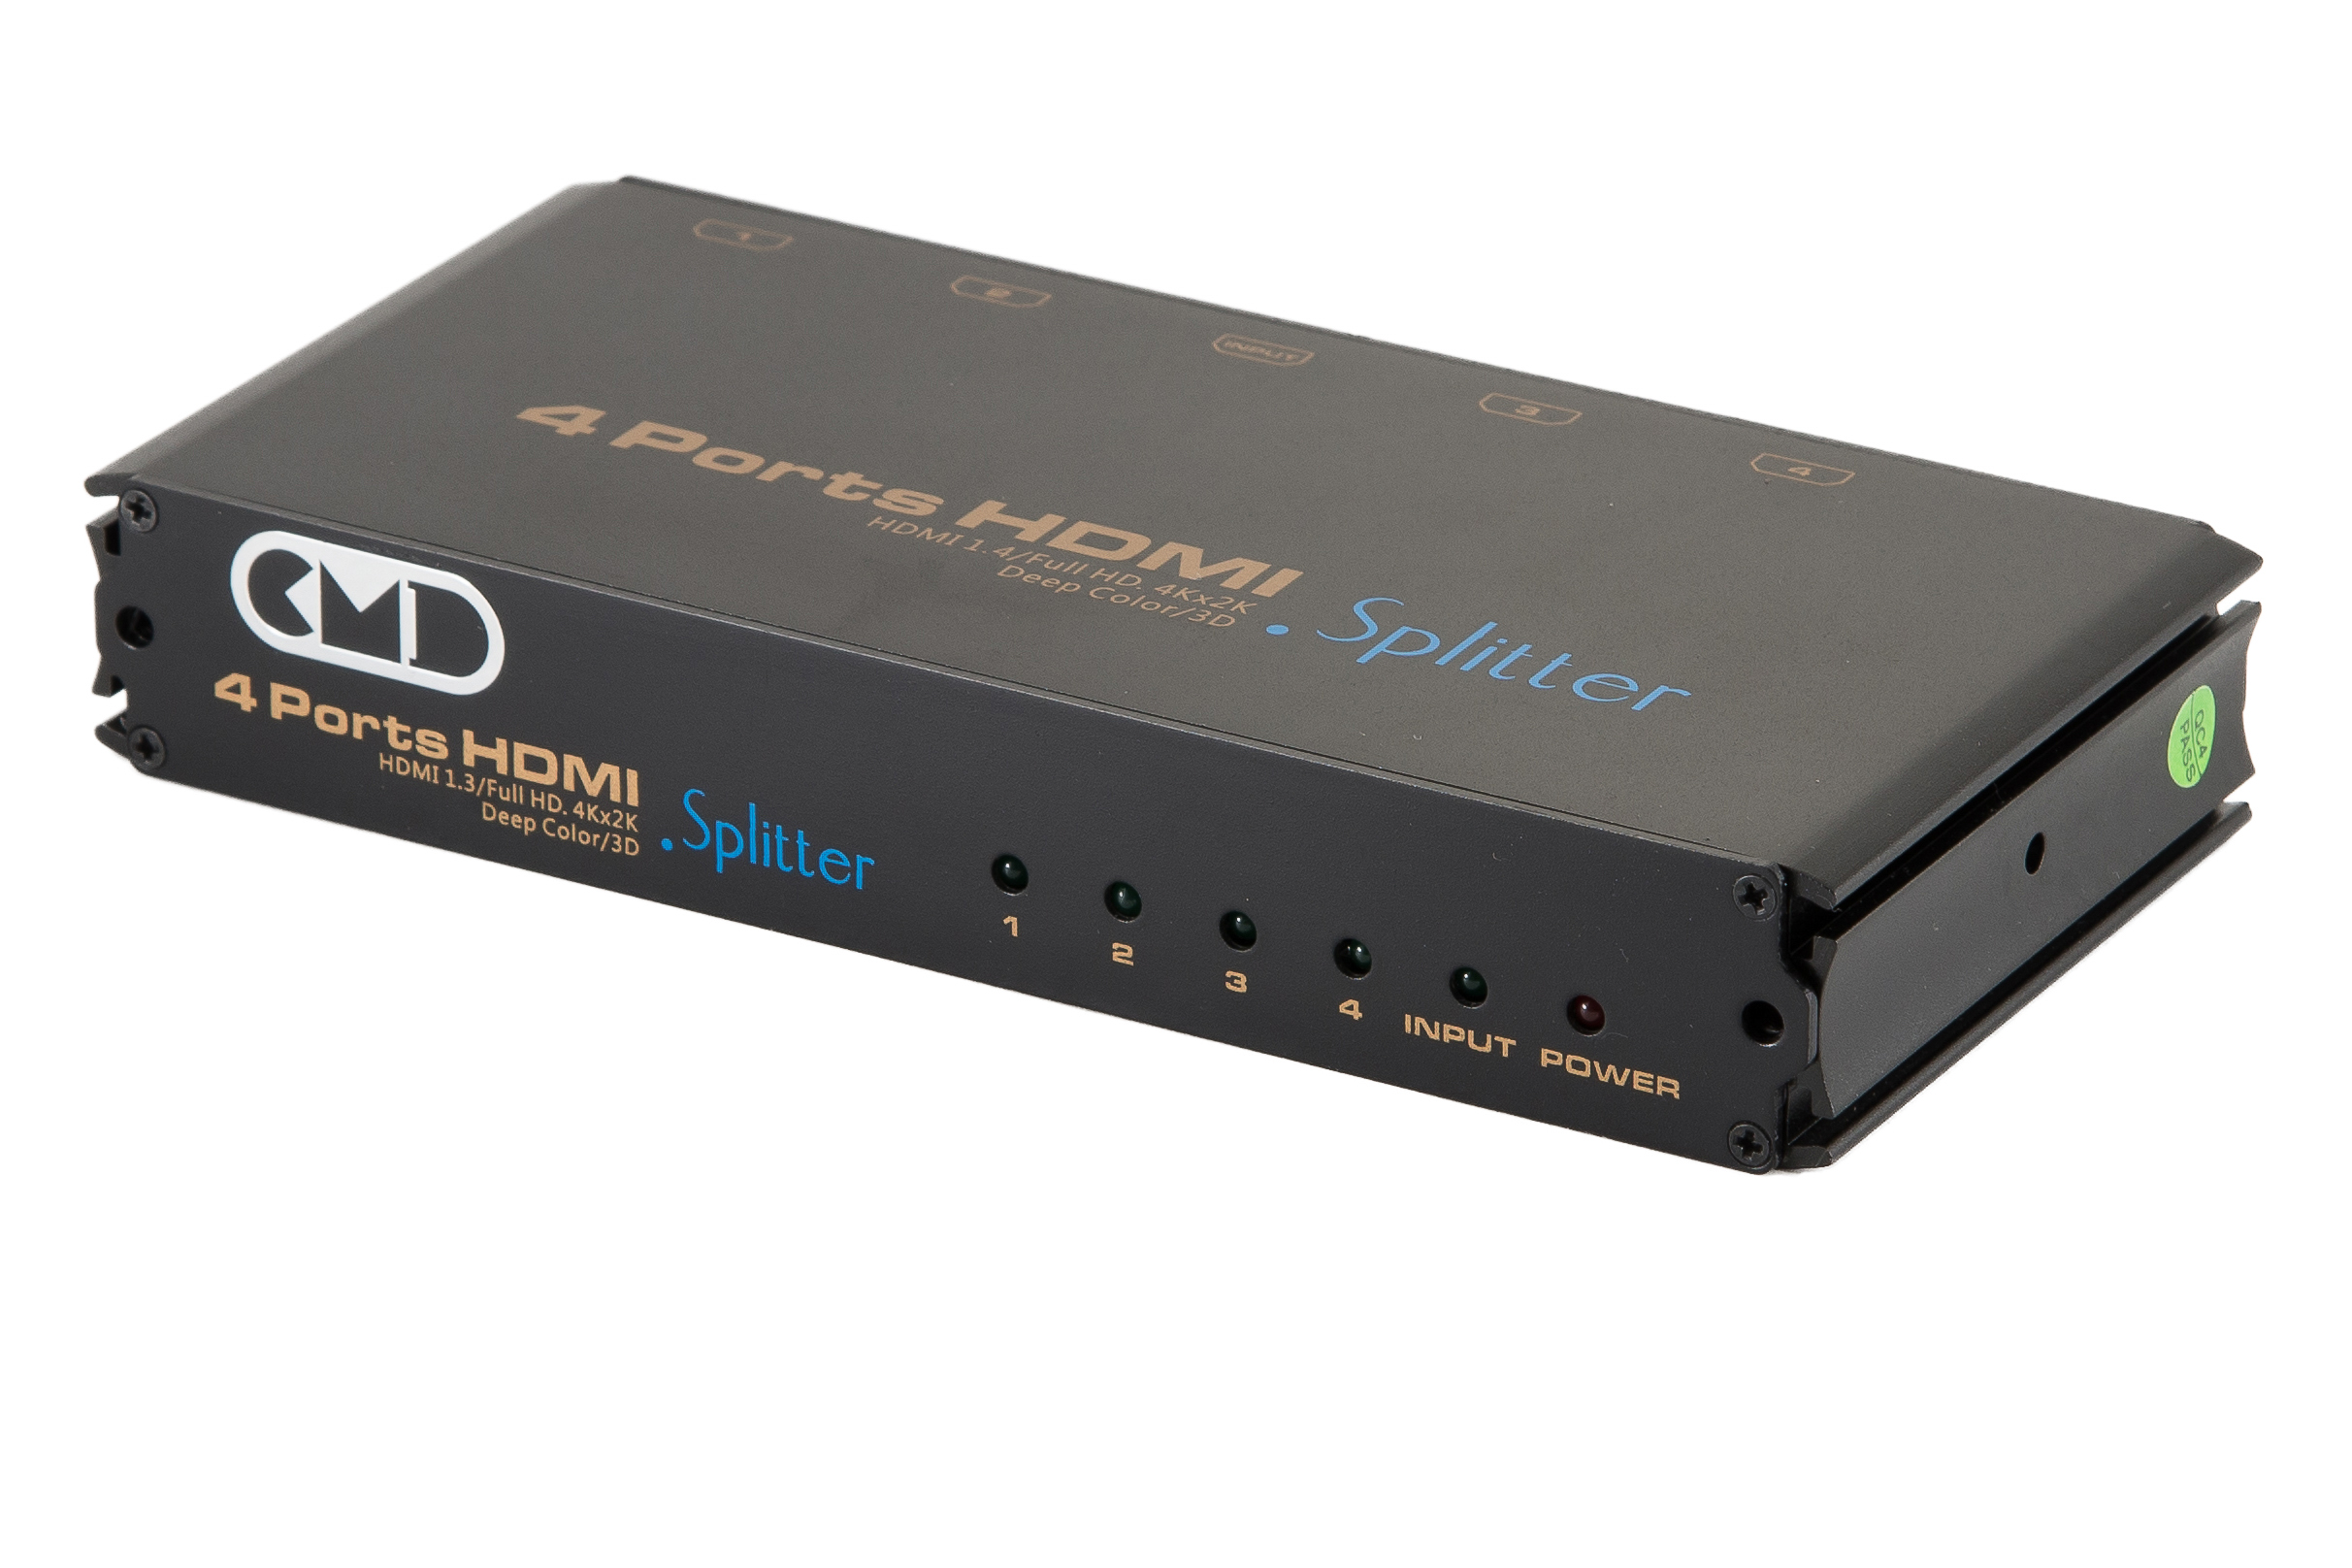 1
2
INPUT
3
4
4 Ports HDMI
HDMI 1.4/Full HD. 4Kx2K
Deep Color/3D
.Splitter
CMD
4 Ports HDMI
HDMI 1.3/Full HD. 4Kx2K
Deep Color/3D
.Splitter
1
2
3
4
INPUT
POWER
QC4
PASS